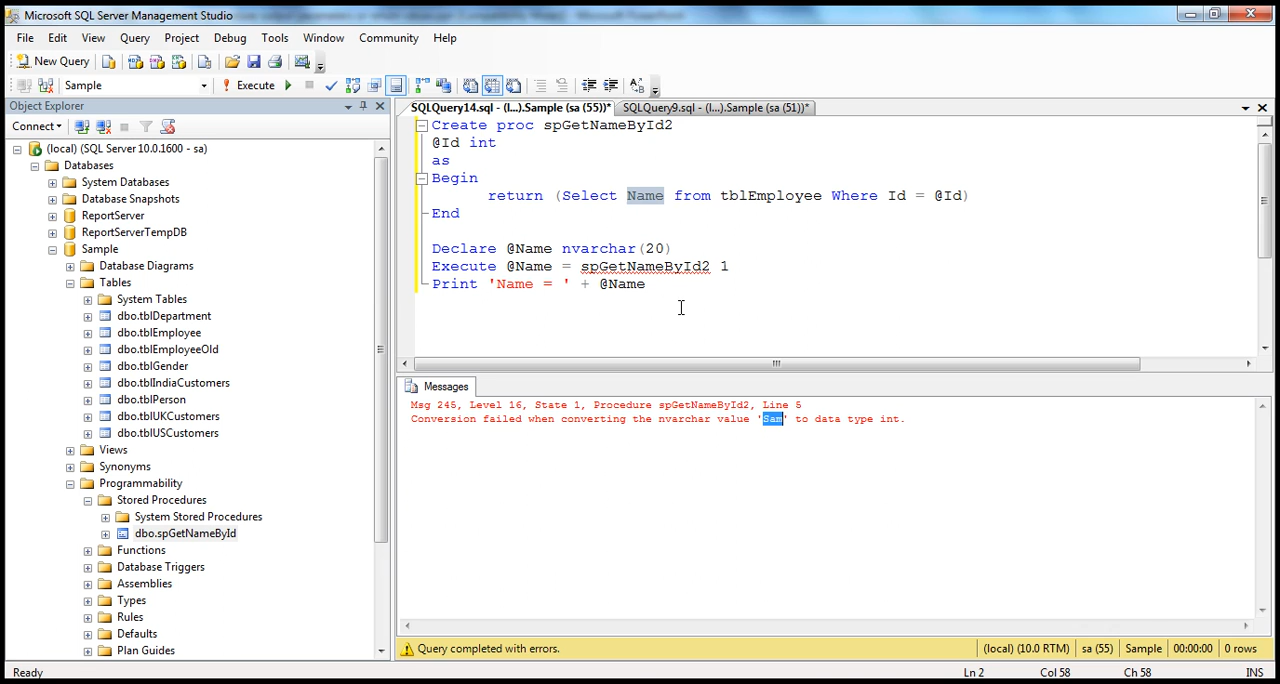 Microsoft SQL Server Management Studio
File Edit View Query Project Debug Tools Window Community Help
New Query
Sample Execute
Object Explorer
Connect
(local) (SQL Server 10.0.1600 - sa)
Databases
System Databases
Database Snapshots
ReportServer
ReportServerTempDB
Sample
Database Diagrams
Tables
System Tables
dbo.tblDepartment
dbo.tblEmployee
dbo.tblEmployeeOld
dbo.tblGender
dbo.tblIndiaCustomers
dbo.tblPerson
dbo.tblUKCustomers
dbo.tblUSCustomers
Views
Synonyms
Programmability
Stored Procedures
System Stored Procedures
dbo.spGetNameById
Functions
Database Triggers
Assemblies
Types
Rules
Defaults
Plan Guides
SQLQuery14.sql - (l...).Sample (sa (55))* SQLQuery9.sql - (l...).Sample (sa (51))*
Create proc spGetNameById2
@Id int
as
Begin
return (Select Name from tblEmployee Where Id = @Id)
End
Declare @Name nvarchar(20)
Execute @Name = spGetNameById2 1
Print 'Name = ' + @Name
Messages
Msg 245, Level 16, State 1, Procedure spGetNameById2, Line 5
Conversion failed when converting the nvarchar value 'Sam' to data type int.
Query completed with errors. (local) (10.0 RTM) sa (55) Sample 00:00:00 0 rows
Ready Ln 2 Col 58 Ch 58 INS